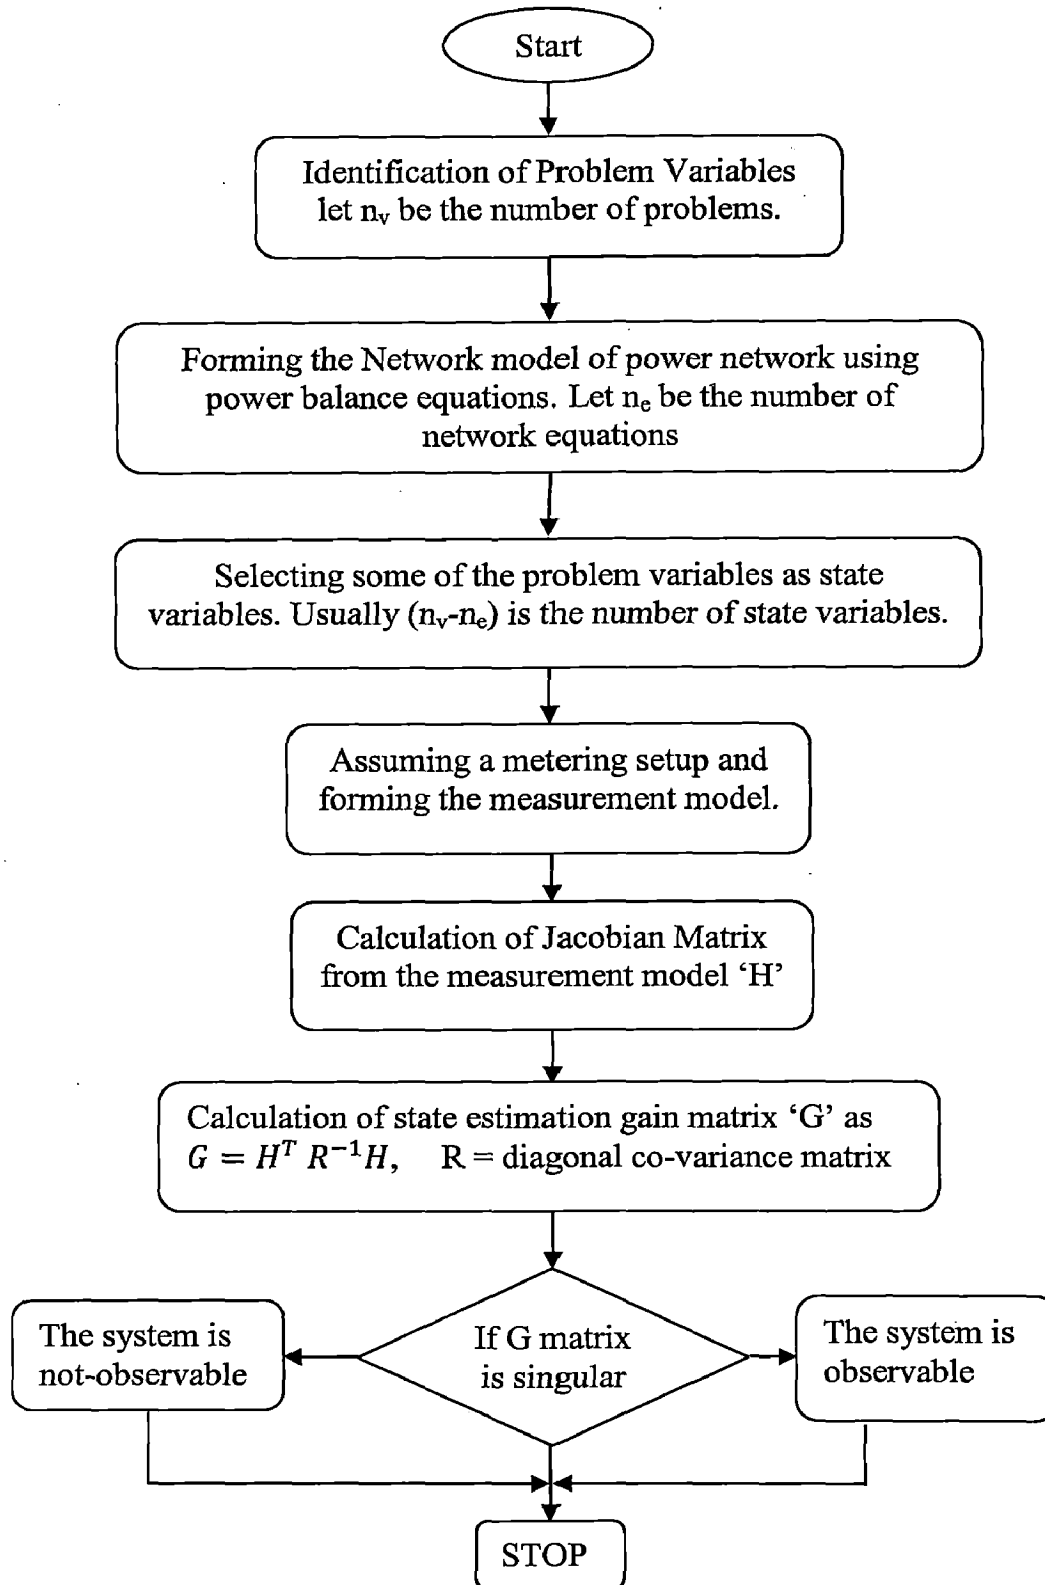 Start
Identification of Problem Variables
let nᵥ be the number of problems.
Forming the Network model of power network using
power balance equations. Let nₑ be the number of
network equations
Selecting some of the problem variables as state
variables. Usually (nᵥ-nₑ) is the number of state variables.
Assuming a metering setup and
forming the measurement model.
Calculation of Jacobian Matrix
from the measurement model ‘H’
Calculation of state estimation gain matrix ‘G’ as
G = Hᵀ R⁻¹H, R = diagonal co-variance matrix
The system is
not-observable
If G matrix
is singular
The system is
observable
STOP